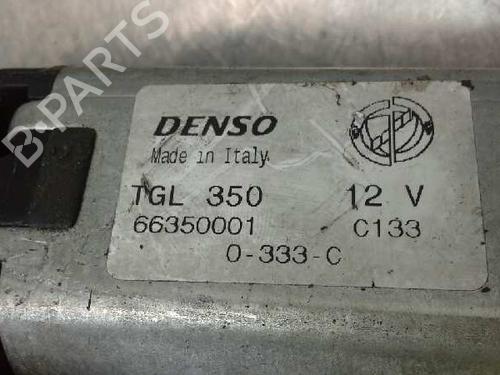 DENSO
Made in Italy
TGL 350 12 V
66350001 C133
0-333-C
B-PARTS